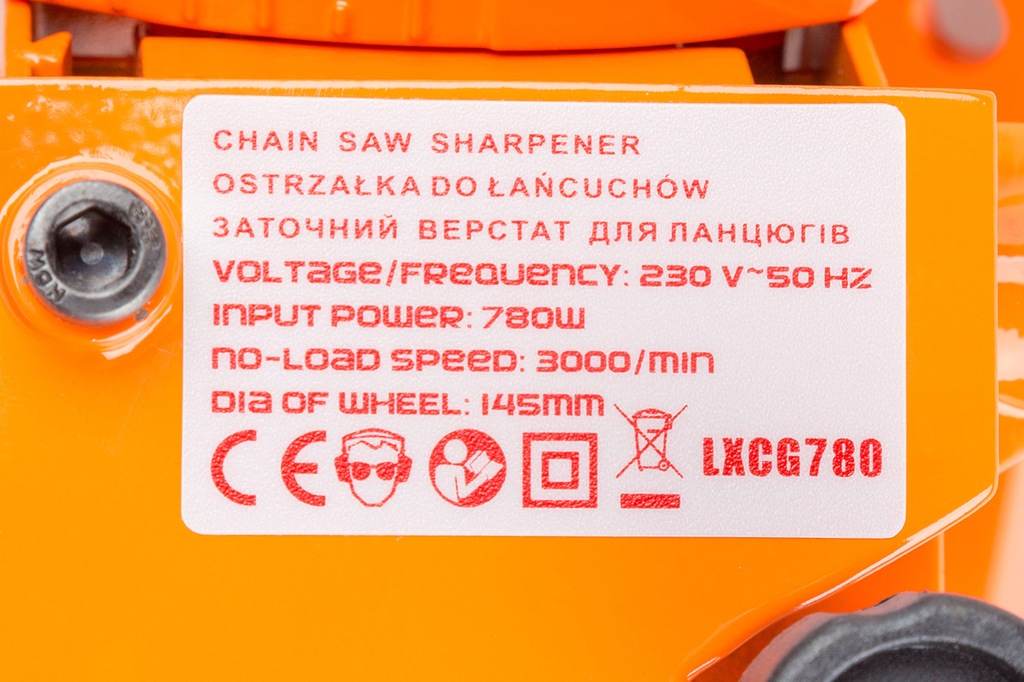 CHAIN SAW SHARPENER
OSTRZAŁKA DO ŁAŃCUCHÓW
ЗАТОЧНИЙ ВЕРСТАТ ДЛЯ ЛАНЦЮГІВ
VOLTAGE/FREQUENCY: 230 V~50 HZ
INPUT POWER: 780W
NO-LOAD SPEED: 3000/MIN
DIA OF WHEEL: 145MM
CE
LXCG780